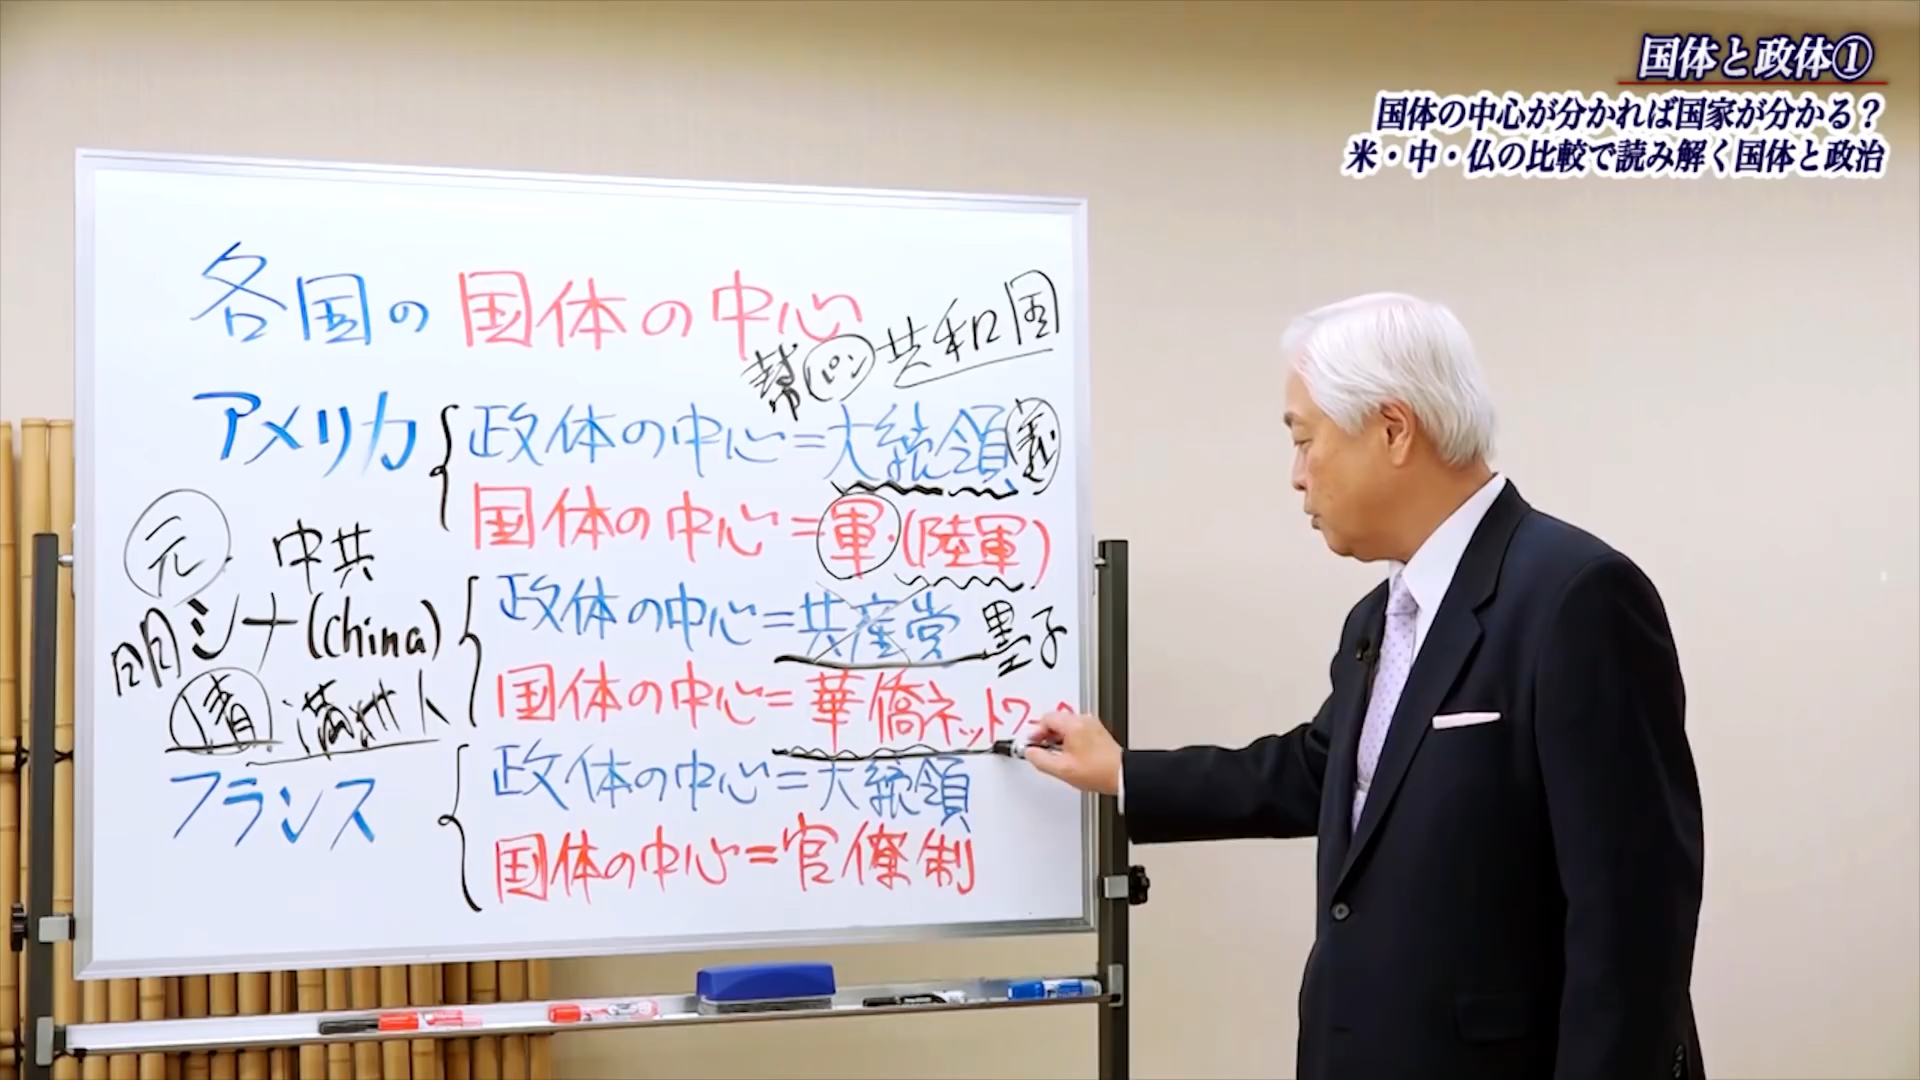 国体と政体①
国体の中心が分かれば国家が分かる？
米・中・仏の比較で読み解く国体と政治
各国の国体の中心
幇(パン)共和国
アメリカ
政体の中心=大統領
国体の中心=軍・(陸軍)
元
中共
明 シナ(China)
清 満州人
政体の中心=共産党 墨子
国体の中心=華僑ネットワーク
フランス
政体の中心=大統領
国体の中心=官僚制